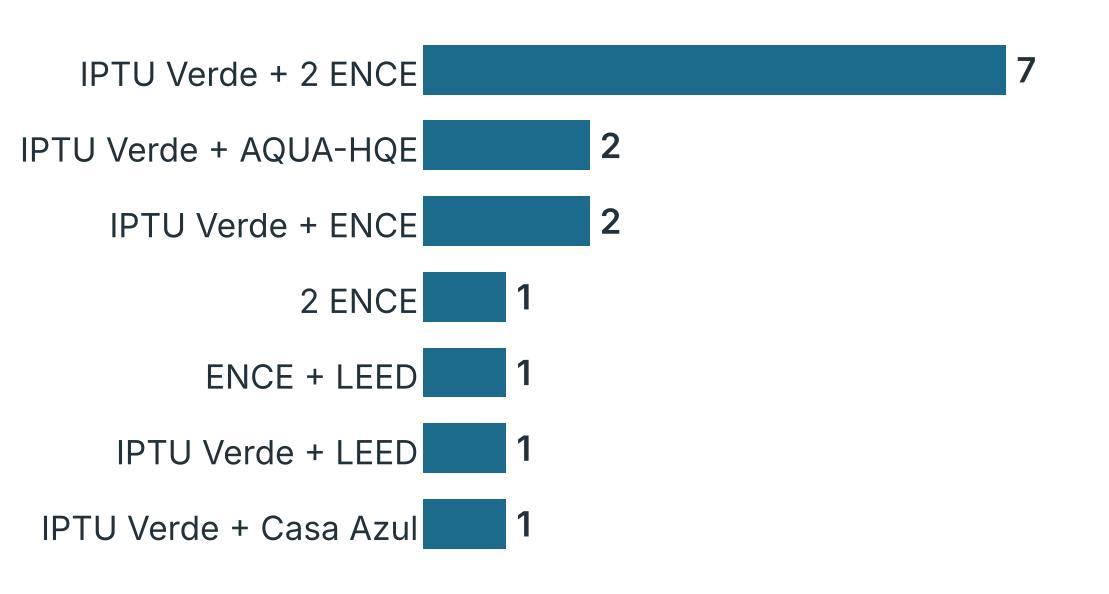 IPTU Verde + 2 ENCE 7
IPTU Verde + AQUA-HQE 2
IPTU Verde + ENCE 2
2 ENCE 1
ENCE + LEED 1
IPTU Verde + LEED 1
IPTU Verde + Casa Azul 1